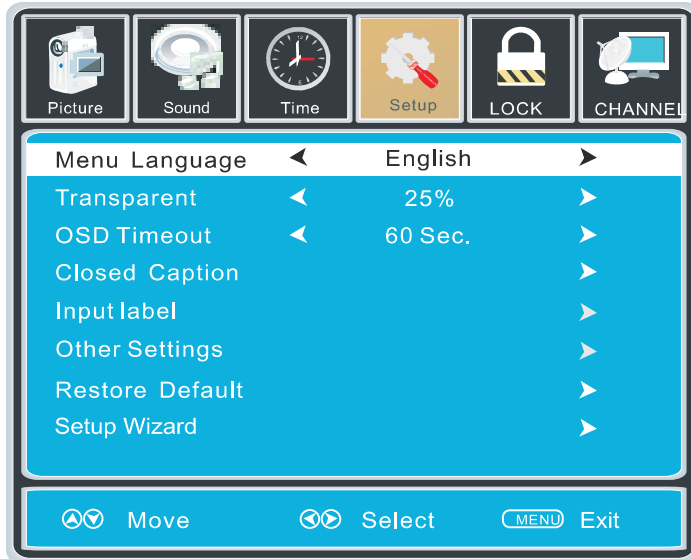 Picture Sound Time Setup LOCK CHANNEL
Menu Language English
Transparent 25%
OSD Timeout 60 Sec.
Closed Caption
Input label
Other Settings
Restore Default
Setup Wizard
Move Select MENU Exit